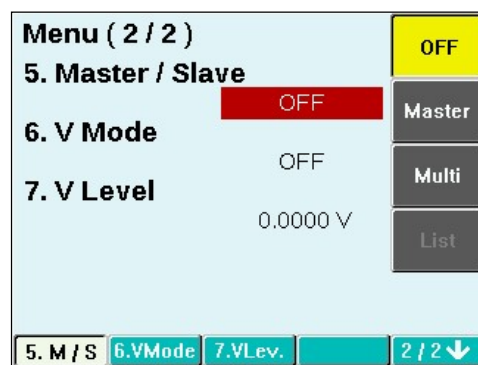 Menu ( 2 / 2 )
OFF
5. Master / Slave
OFF
Master
6. V Mode
OFF
Multi
7. V Level
0.0000 V
List
5. M / S 6.VMode 7.VLev. 2 / 2